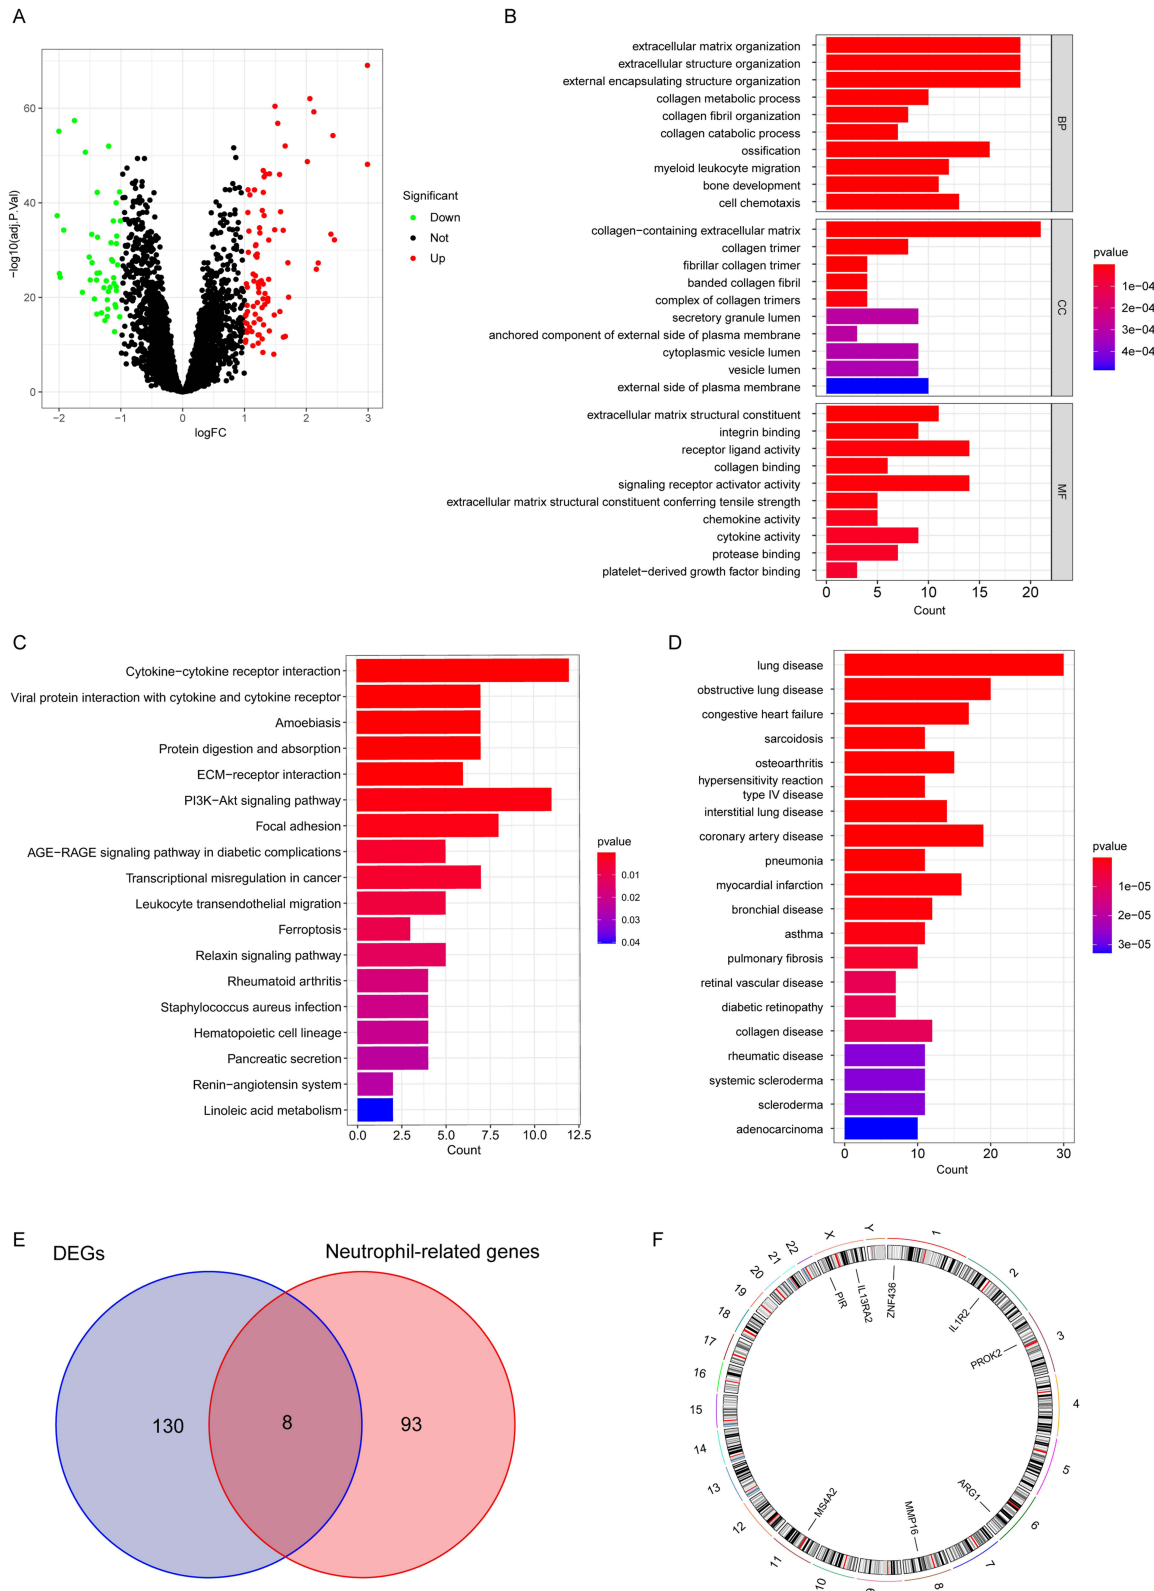 A
60
40
20
0
−2
−1
0
1
2
3
−log10(adj.P.Val)
logFC
Significant
Down
Not
Up
B
extracellular matrix organization
extracellular structure organization
external encapsulating structure organization
collagen metabolic process
collagen fibril organization
collagen catabolic process
ossification
myeloid leukocyte migration
bone development
cell chemotaxis
BP
collagen−containing extracellular matrix
collagen trimer
fibrillar collagen trimer
banded collagen fibril
complex of collagen trimers
secretory granule lumen
anchored component of external side of plasma membrane
cytoplasmic vesicle lumen
vesicle lumen
external side of plasma membrane
CC
extracellular matrix structural constituent
integrin binding
receptor ligand activity
collagen binding
signaling receptor activator activity
extracellular matrix structural constituent conferring tensile strength
chemokine activity
cytokine activity
protease binding
platelet−derived growth factor binding
MF
0
5
10
15
20
Count
pvalue
1e−04
2e−04
3e−04
4e−04
C
Cytokine−cytokine receptor interaction
Viral protein interaction with cytokine and cytokine receptor
Amoebiasis
Protein digestion and absorption
ECM−receptor interaction
PI3K−Akt signaling pathway
Focal adhesion
AGE−RAGE signaling pathway in diabetic complications
Transcriptional misregulation in cancer
Leukocyte transendothelial migration
Ferroptosis
Relaxin signaling pathway
Rheumatoid arthritis
Staphylococcus aureus infection
Hematopoietic cell lineage
Pancreatic secretion
Renin−angiotensin system
Linoleic acid metabolism
0.0
2.5
5.0
7.5
10.0
12.5
Count
pvalue
0.01
0.02
0.03
0.04
D
lung disease
obstructive lung disease
congestive heart failure
sarcoidosis
osteoarthritis
hypersensitivity reaction
type IV disease
interstitial lung disease
coronary artery disease
pneumonia
myocardial infarction
bronchial disease
asthma
pulmonary fibrosis
retinal vascular disease
diabetic retinopathy
collagen disease
rheumatic disease
systemic scleroderma
scleroderma
adenocarcinoma
0
10
20
30
Count
pvalue
1e−05
2e−05
3e−05
E
DEGs
Neutrophil-related genes
130
8
93
F
1
2
3
4
5
6
7
8
10
11
12
13
14
15
16
17
18
19
20
21
22
X
Y
ZNF436
IL1R2
PROK2
ARG1
MMP16
MS4A2
PIR
IL13RA2